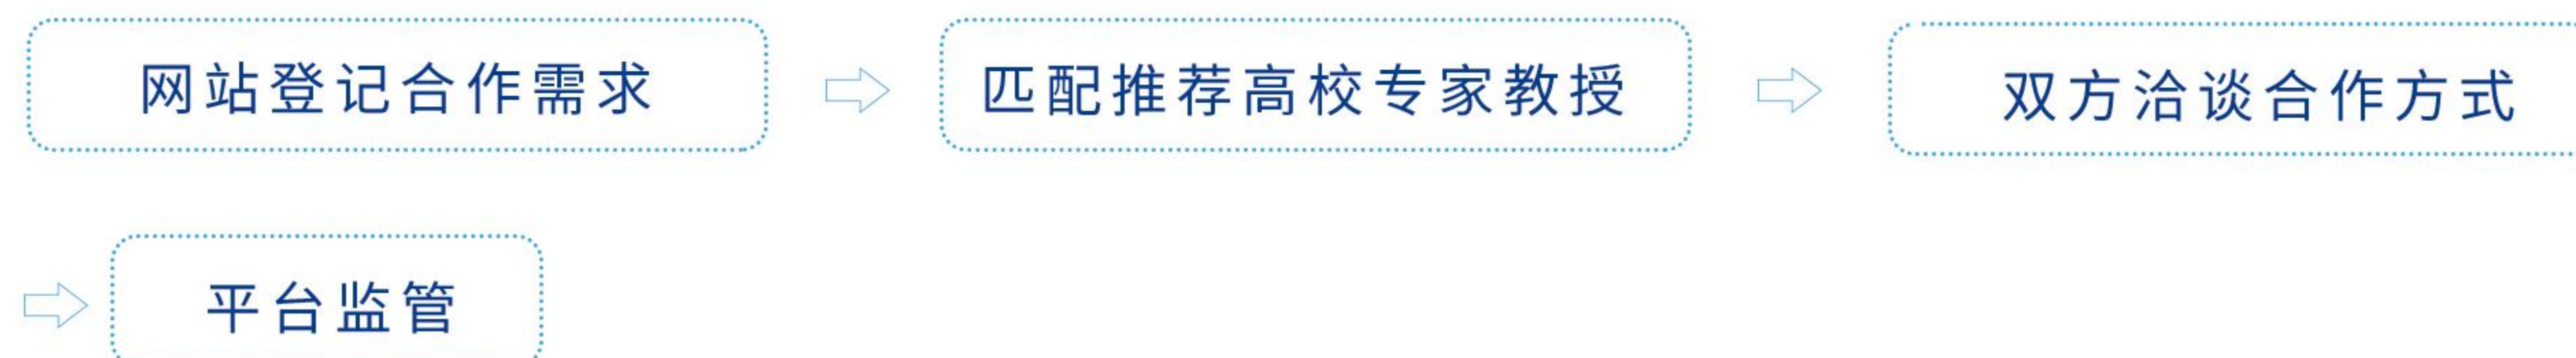 网站登记合作需求
匹配推荐高校专家教授
双方洽谈合作方式
平台监管